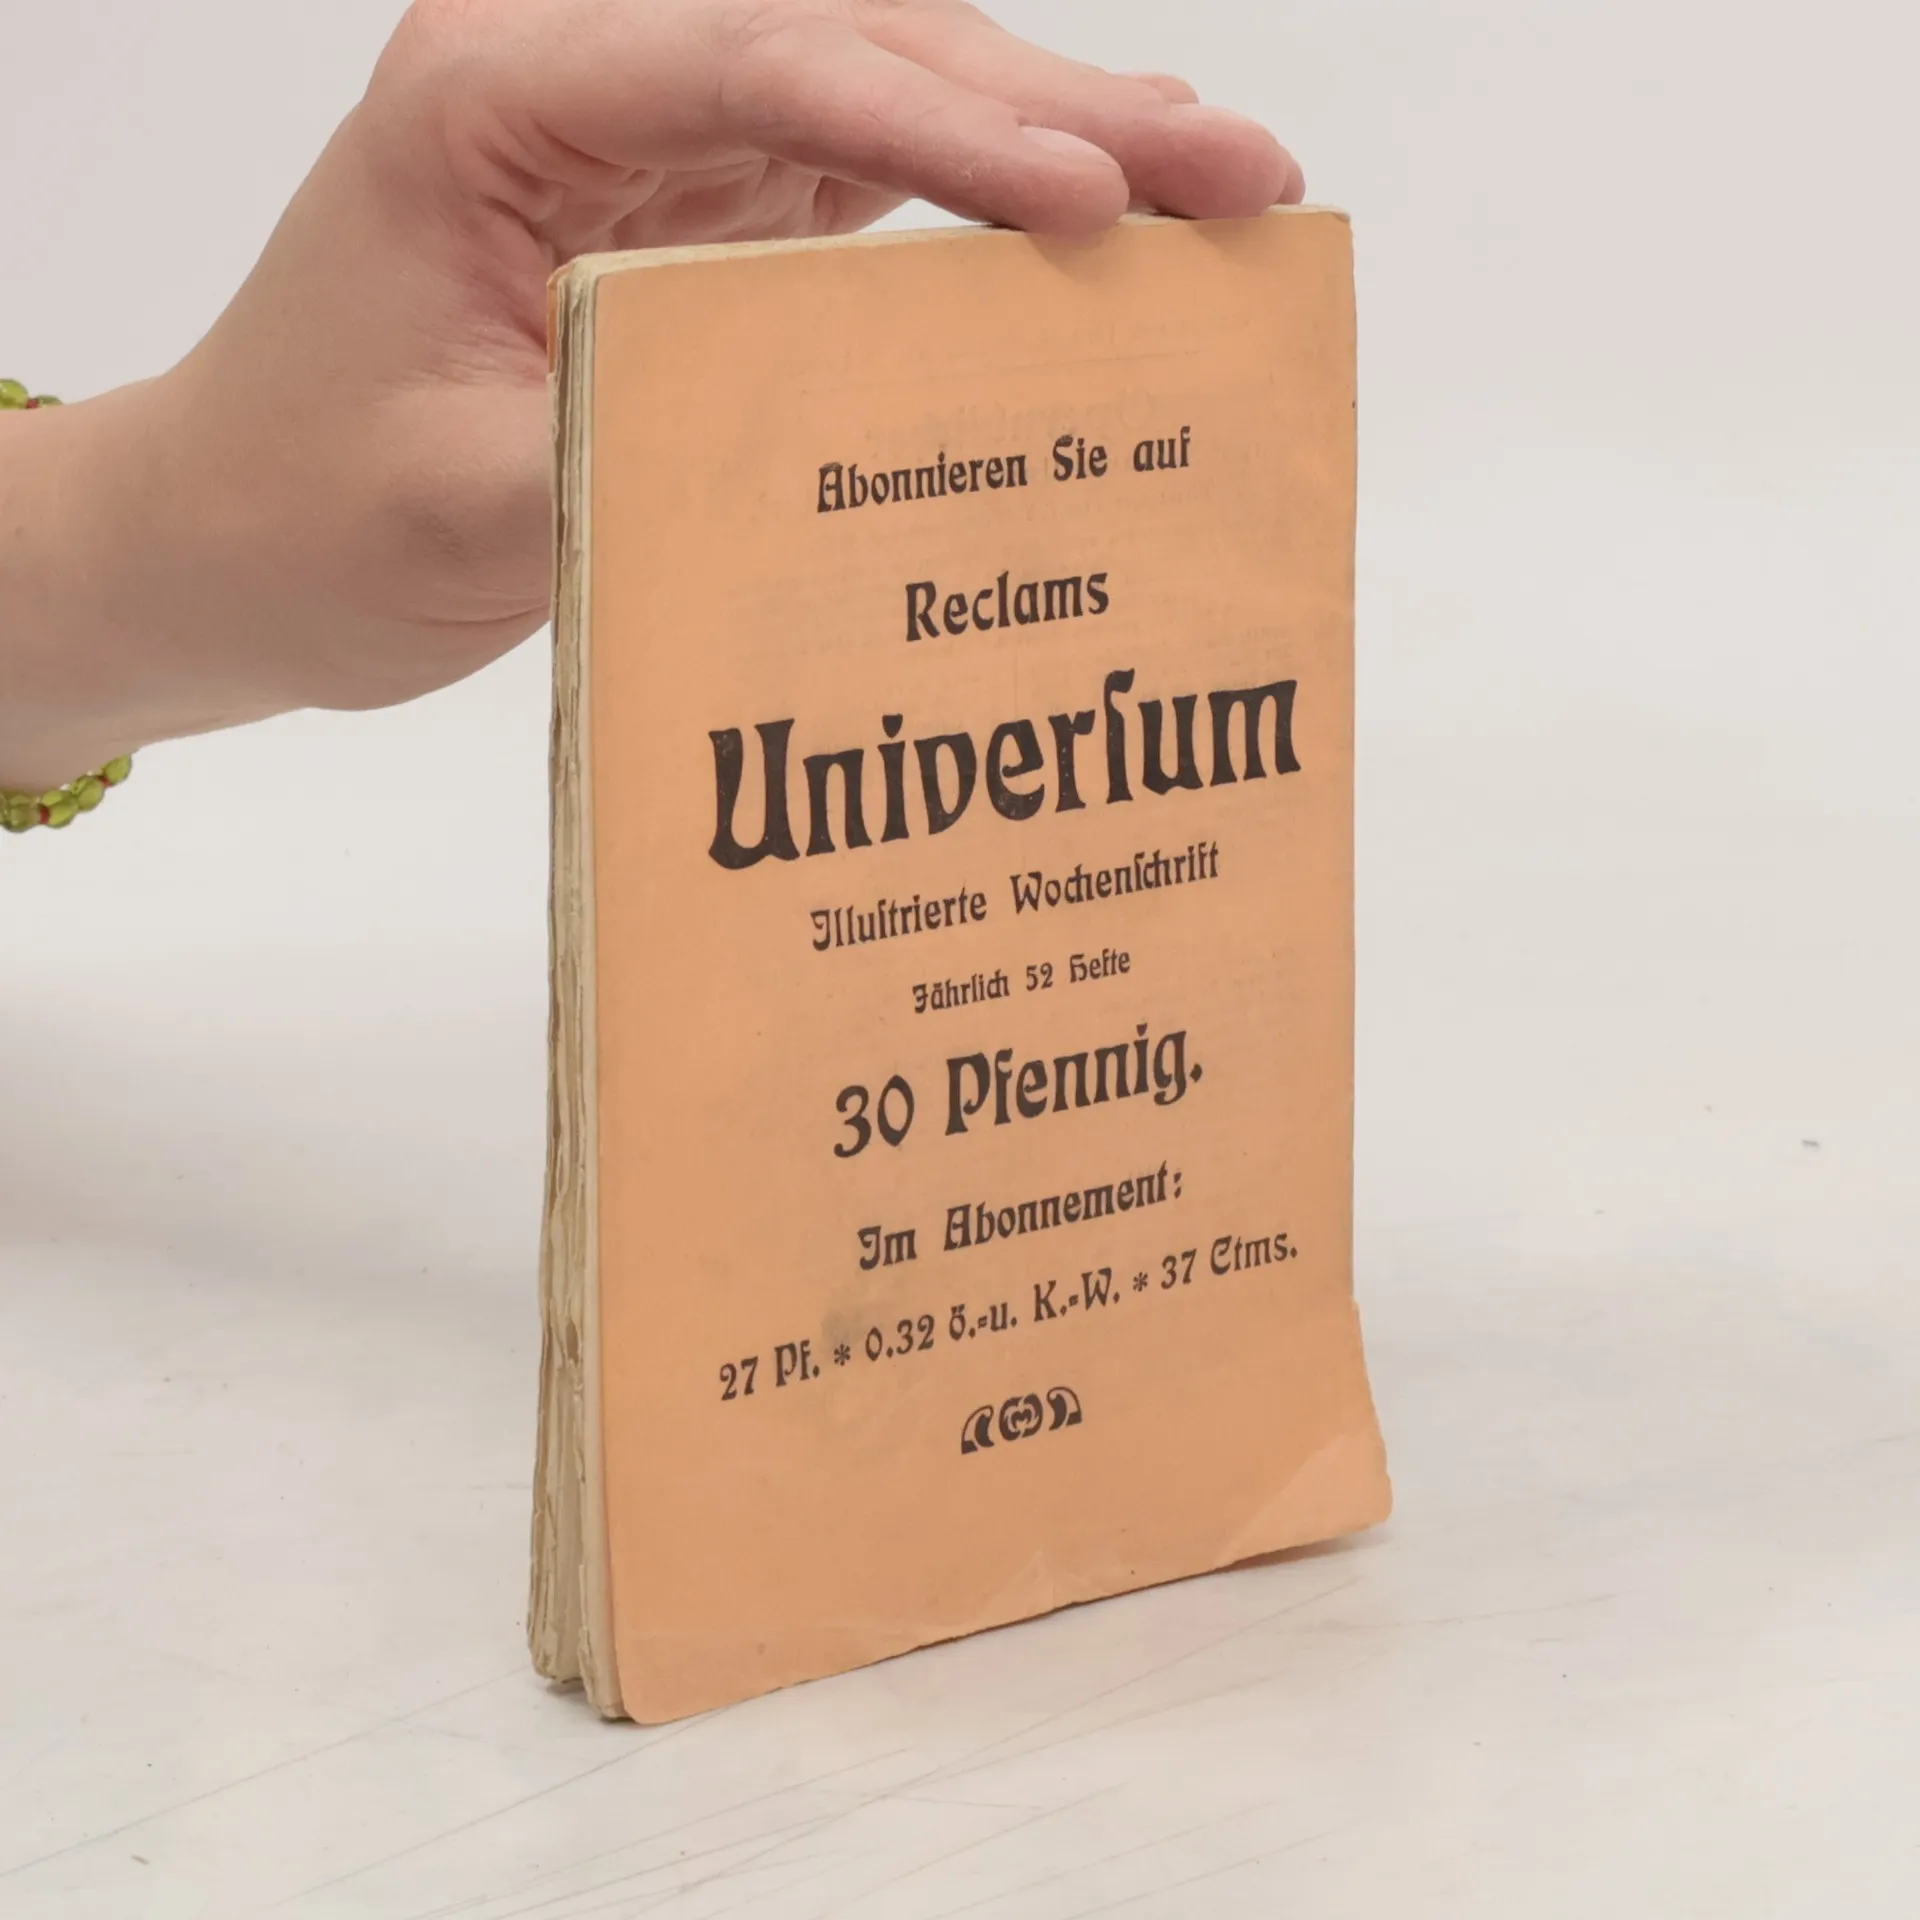 Abonnieren Sie auf
Reclams
Univerſum
Illuſtrierte Wochenſchrift
Jährlich 52 Hefte
30 Pfennig.
Im Abonnement:
27 Pf. * 0.32 ö.-u. K.-W. * 37 Ctms.